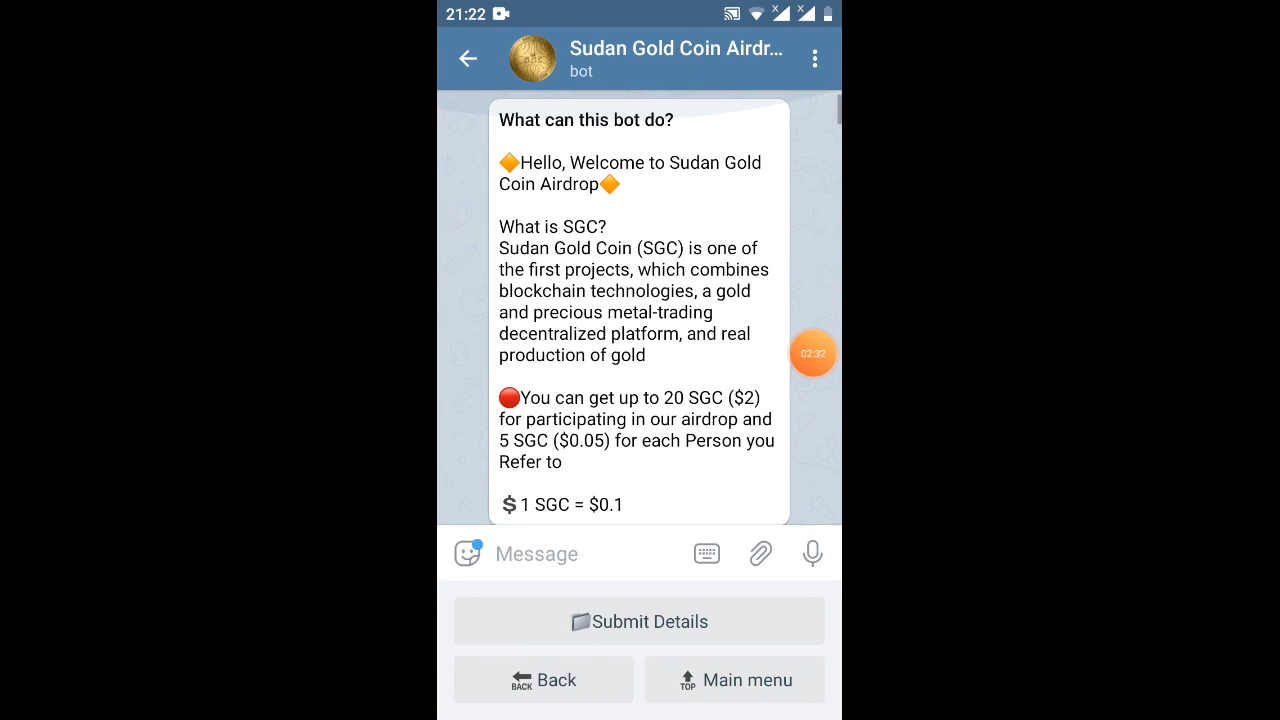 21:22
Sudan Gold Coin Airdr...
bot
What can this bot do?
🔶Hello, Welcome to Sudan Gold
Coin Airdrop🔶
What is SGC?
Sudan Gold Coin (SGC) is one of
the first projects, which combines
blockchain technologies, a gold
and precious metal-trading
decentralized platform, and real
production of gold
🔴You can get up to 20 SGC ($2)
for participating in our airdrop and
5 SGC ($0.05) for each Person you
Refer to
💲1 SGC = $0.1
02:32
Message
📁Submit Details
🔙 Back
🔝 Main menu